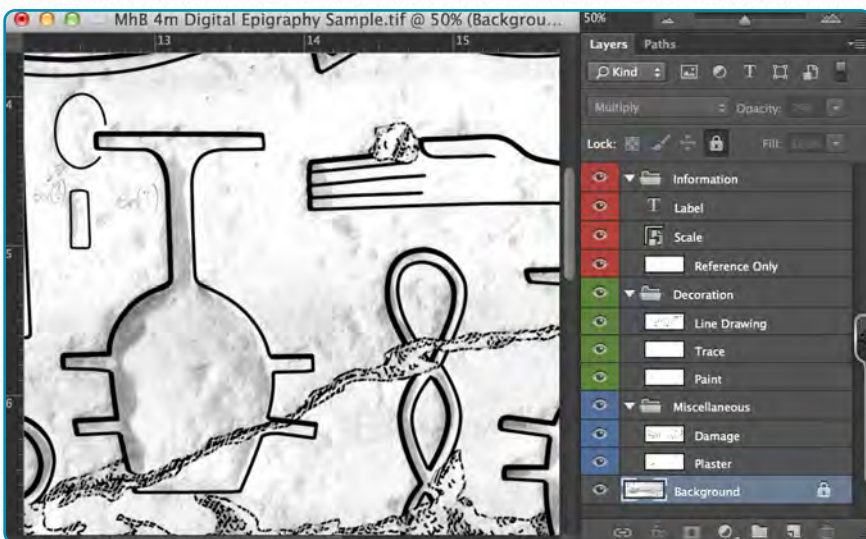 MhB 4m Digital Epigraphy Sample.tif @ 50% (Backgrou...
50%
13
14
15
4
5
6
Layers
Paths
Kind
Multiply
Opacity:
Lock:
Fill:
Information
Label
Scale
Reference Only
Decoration
Line Drawing
Trace
Paint
Miscellaneous
Damage
Plaster
Background